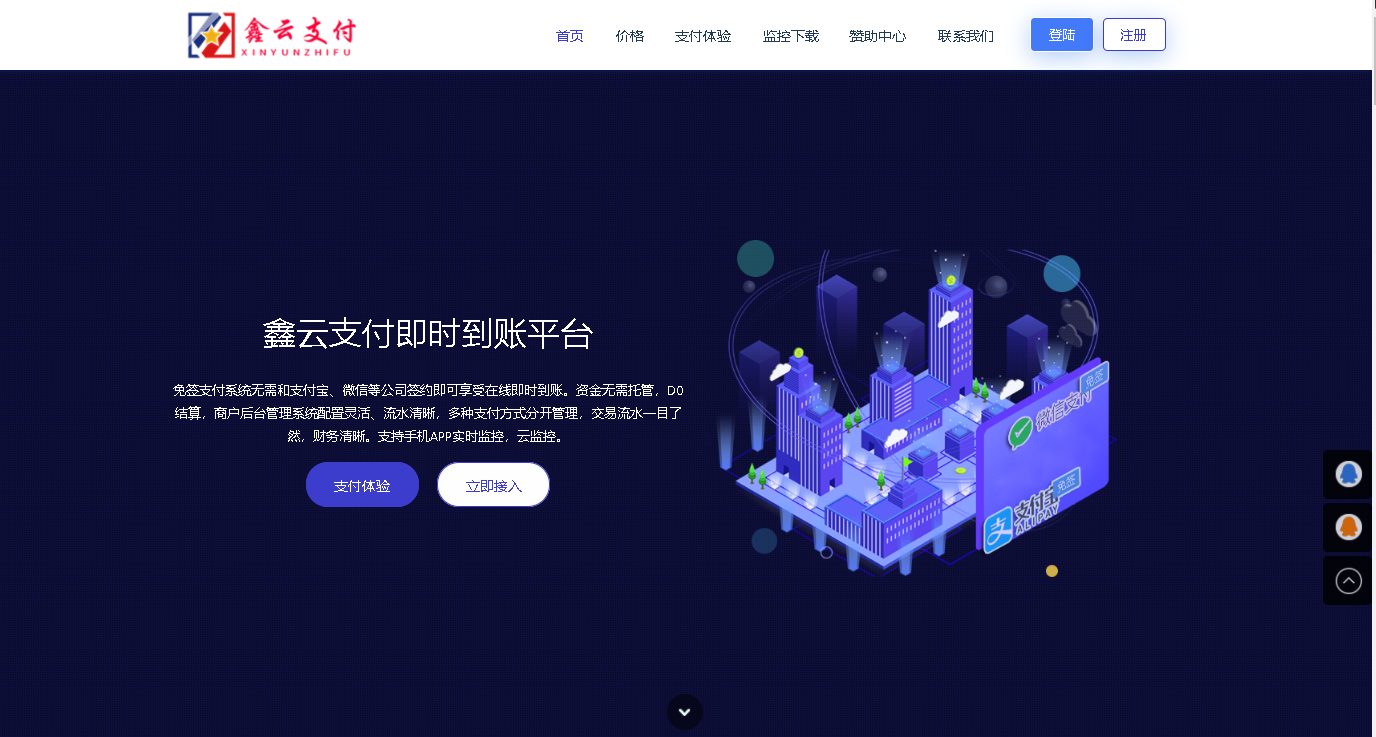 鑫云支付
XINYUNZHIFU
首页 价格 支付体验 监控下载 赞助中心 联系我们 登陆 注册
鑫云支付即时到账平台
免签支付系统无需和支付宝、微信等公司签约即可享受在线即时到账。资金无需托管，D0
结算，商户后台管理系统配置灵活、流水清晰，多种支付方式分开管理，交易流水一目了
然，财务清晰。支持手机APP实时监控，云监控。
支付体验 立即接入
免签
微信支付
免签
支付宝
ALIPAY